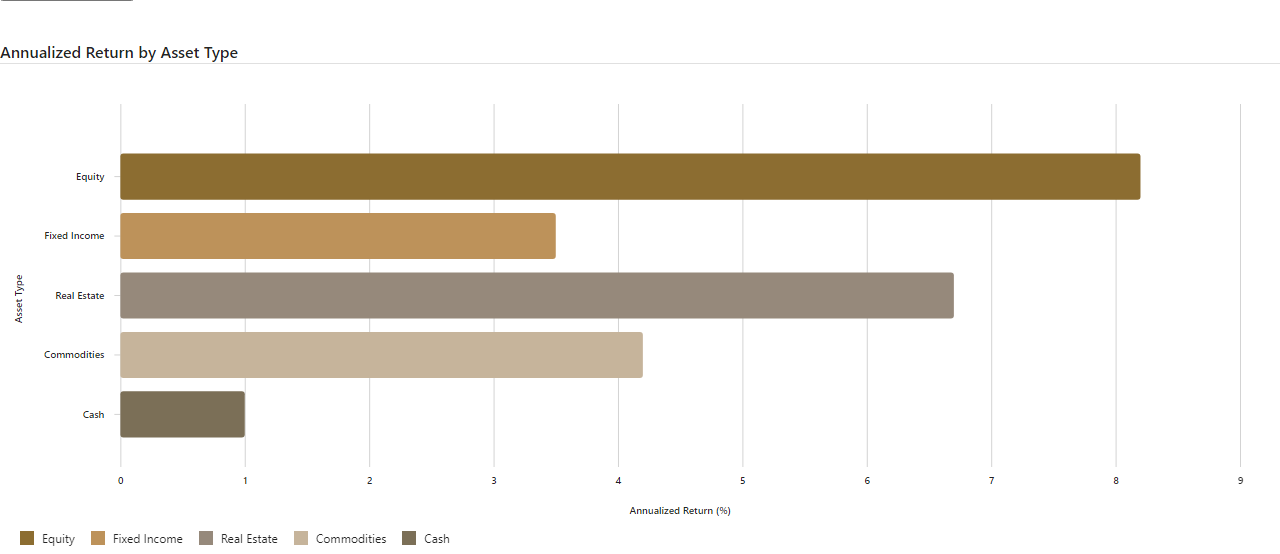 Annualized Return by Asset Type
Equity
Fixed Income
Real Estate
Commodities
Cash
Asset Type
0 1 2 3 4 5 6 7 8 9
Annualized Return (%)
Equity Fixed Income Real Estate Commodities Cash